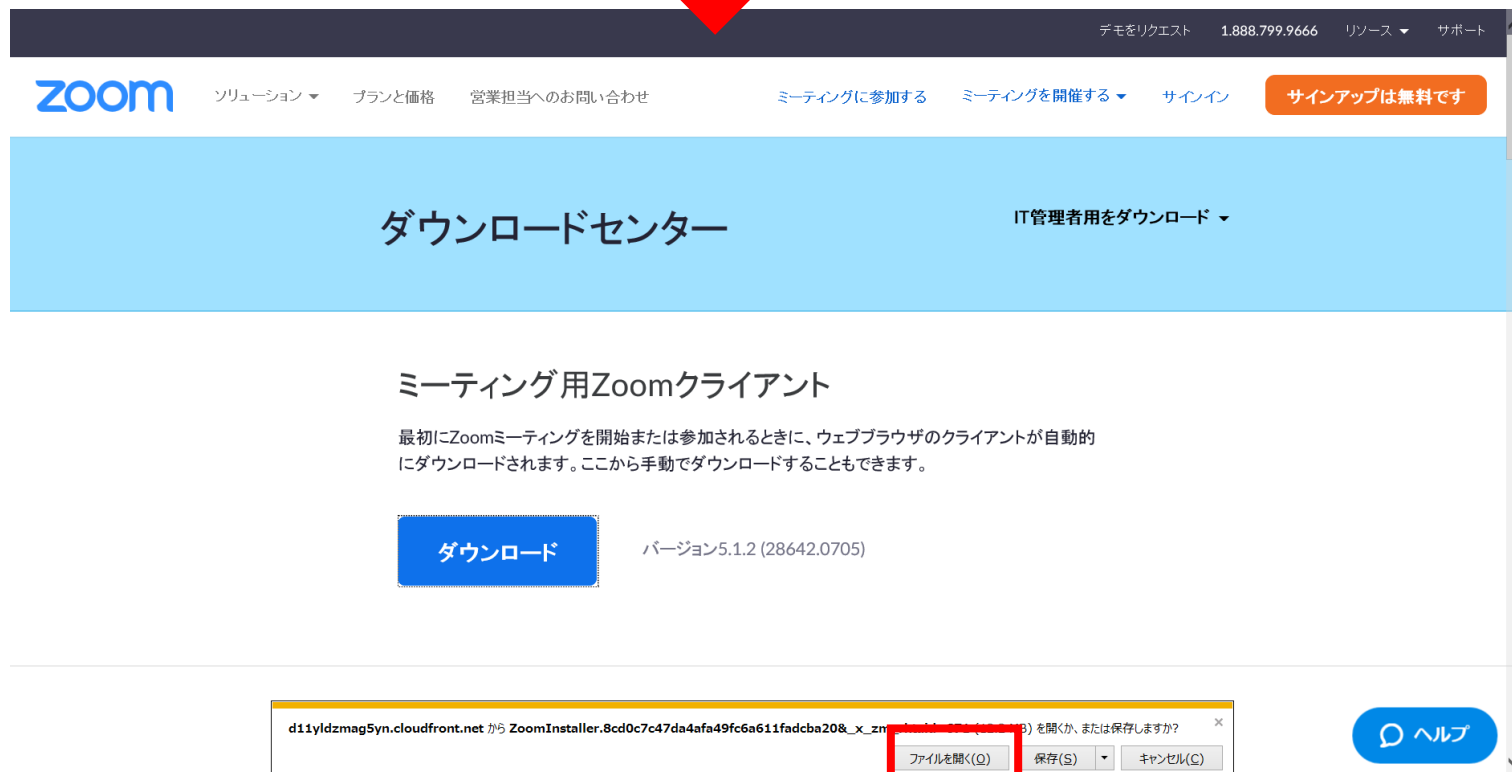 デモをリクエスト 1.888.799.9666 リソース サポート
zoom ソリューション プランと価格 営業担当へのお問い合わせ ミーティングに参加する ミーティングを開催する サインイン サインアップは無料です
ダウンロードセンター
IT管理者用をダウンロード
ミーティング用Zoomクライアント
最初にZoomミーティングを開始または参加されるときに、ウェブブラウザのクライアントが自動的
にダウンロードされます。ここから手動でダウンロードすることもできます。
ダウンロード バージョン5.1.2 (28642.0705)
d11yldzmag5yn.cloudfront.net から ZoomInstaller.8cd0c7c47da4afa49fc6a611fadcba20&_x_zm を開くか、または保存しますか? ×
ファイルを開く(O) 保存(S) キャンセル(C)
ヘルプ